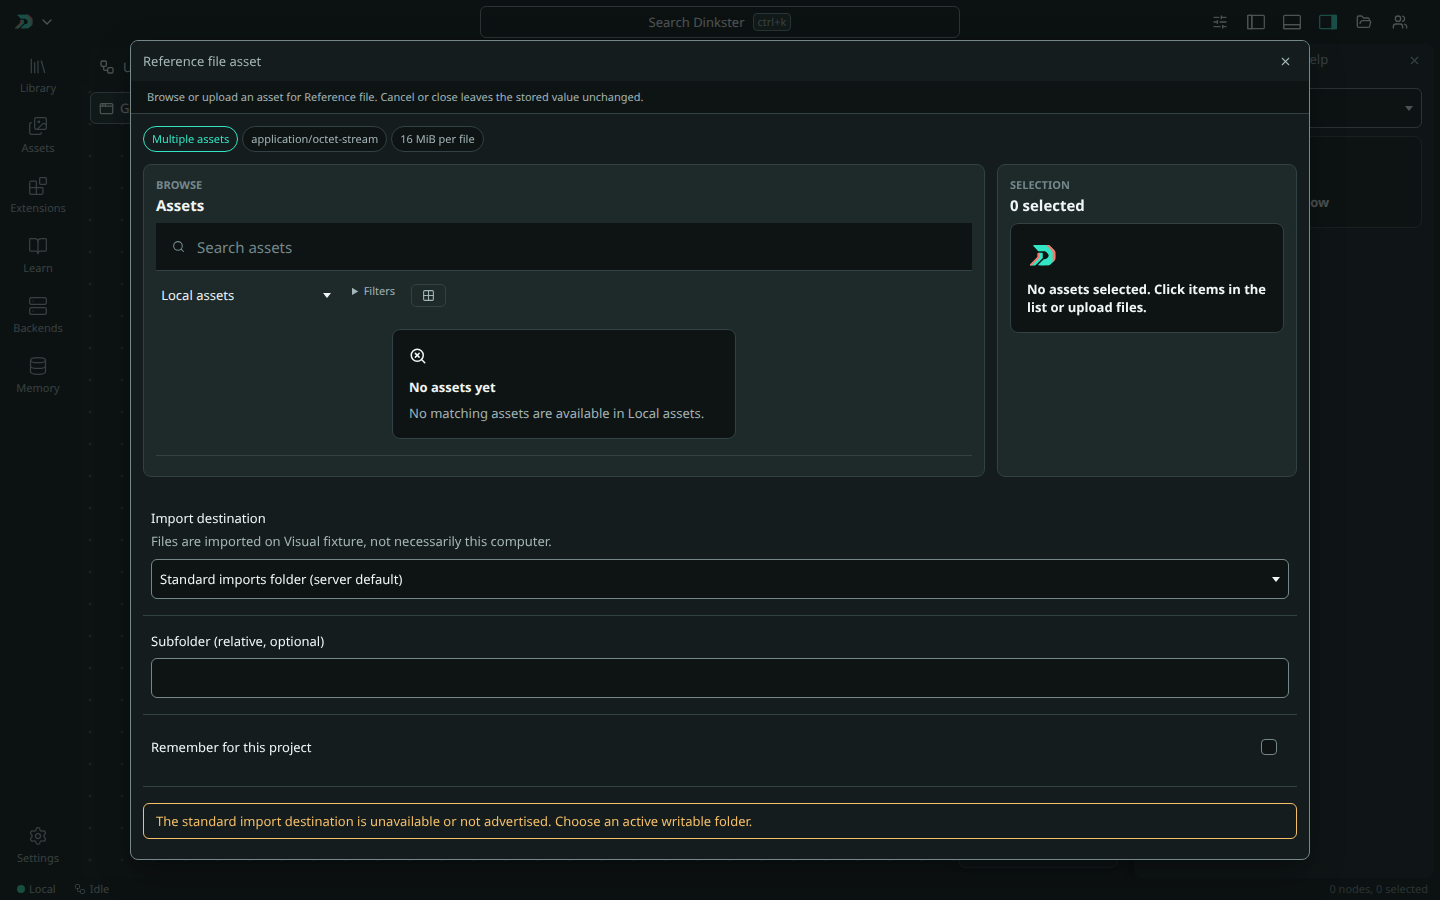 Search Dinkster ctrl+k
Library
Assets
Extensions
Learn
Backends
Memory
Settings
Reference file asset
Browse or upload an asset for Reference file. Cancel or close leaves the stored value unchanged.
Multiple assets
application/octet-stream
16 MiB per file
BROWSE
Assets
Search assets
Local assets
Filters
No assets yet
No matching assets are available in Local assets.
SELECTION
0 selected
No assets selected. Click items in the
list or upload files.
Import destination
Files are imported on Visual fixture, not necessarily this computer.
Standard imports folder (server default)
Subfolder (relative, optional)
Remember for this project
The standard import destination is unavailable or not advertised. Choose an active writable folder.
Local
Idle
0 nodes, 0 selected